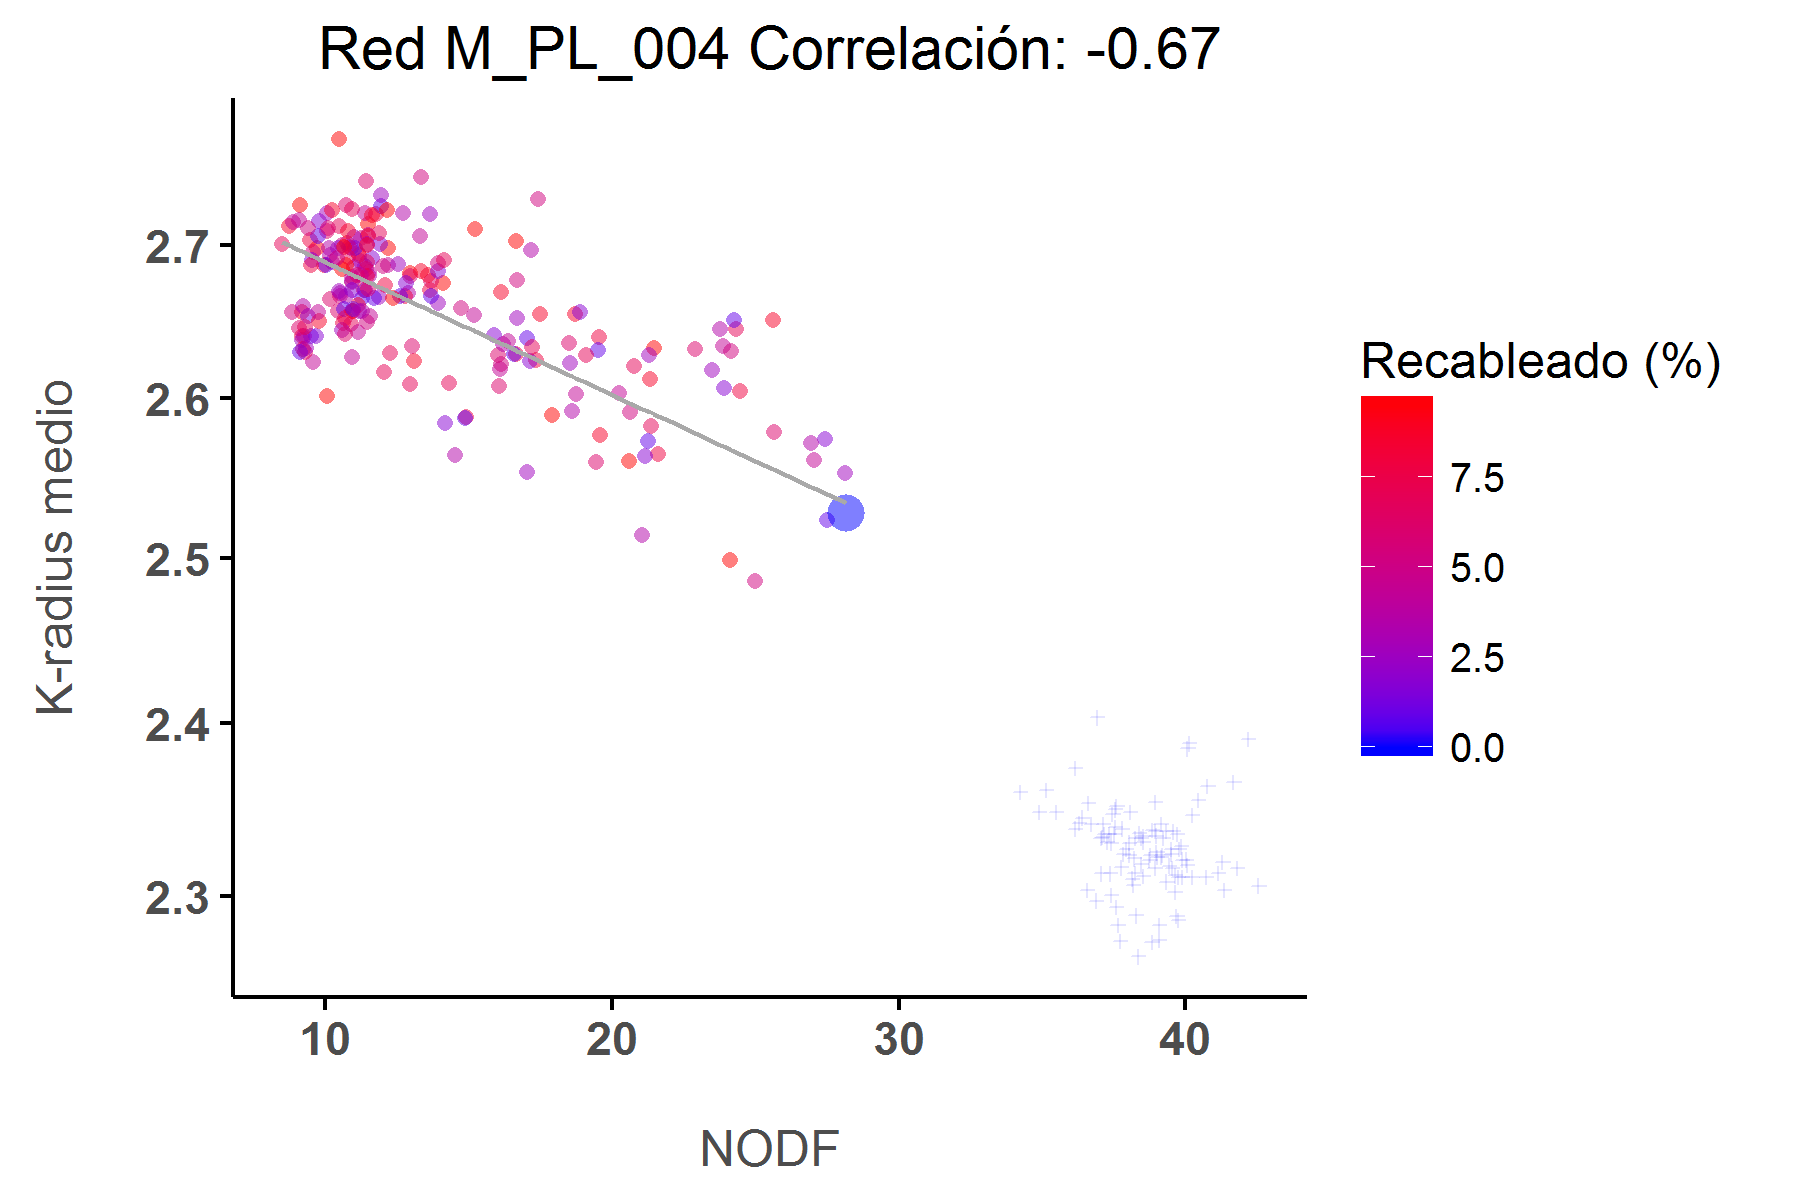 Red M_PL_004 Correlación: -0.67
K-radius medio
2.7
2.6
2.5
2.4
2.3
10 20 30 40
NODF
Recableado (%)
7.5
5.0
2.5
0.0